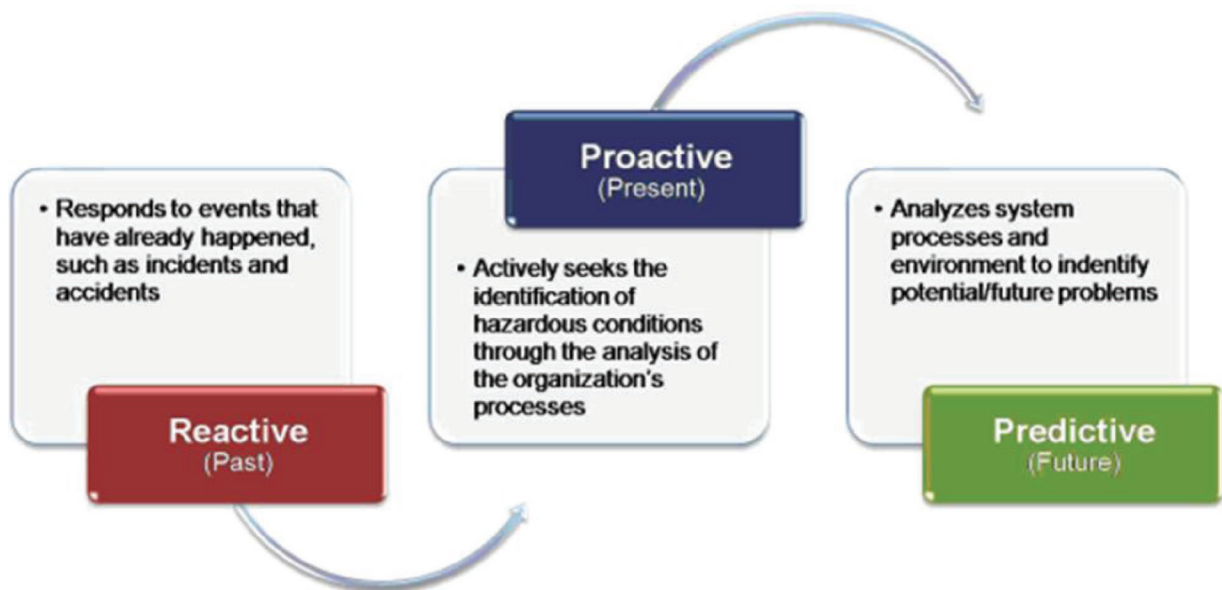 • Responds to events that
have already happened,
such as incidents and
accidents
Reactive
(Past)
Proactive
(Present)
• Actively seeks the
identification of
hazardous conditions
through the analysis of
the organization's
processes
• Analyzes system
processes and
environment to indentify
potential/future problems
Predictive
(Future)